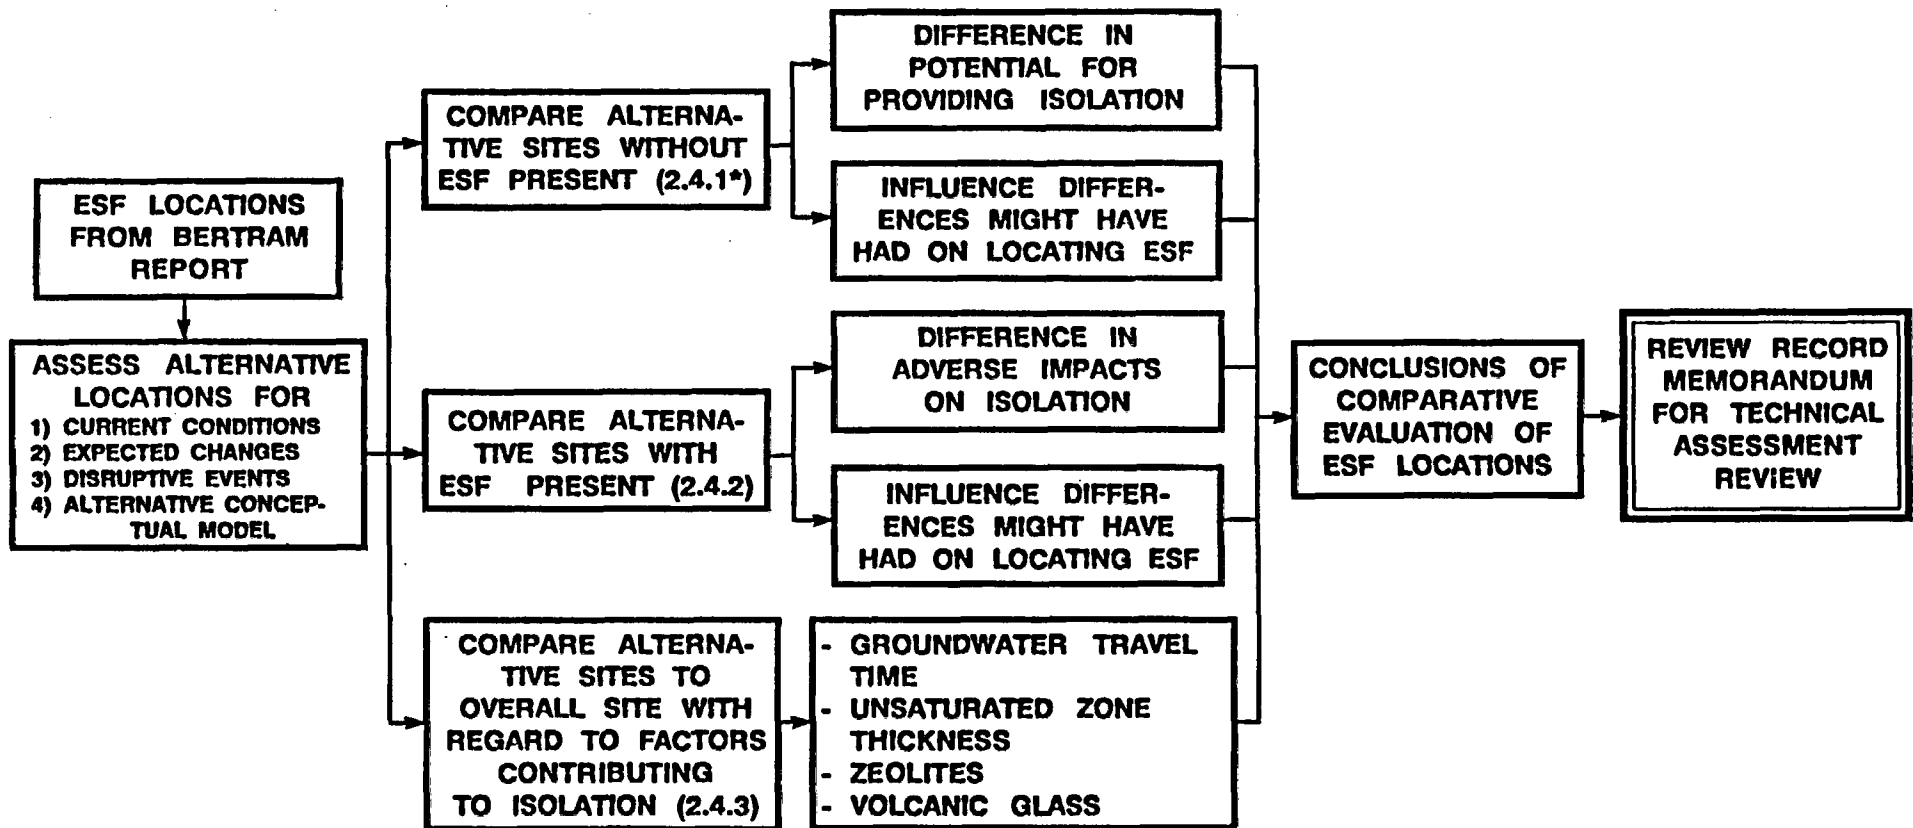 ESF LOCATIONS
FROM BERTRAM
REPORT
ASSESS ALTERNATIVE
LOCATIONS FOR
1) CURRENT CONDITIONS
2) EXPECTED CHANGES
3) DISRUPTIVE EVENTS
4) ALTERNATIVE CONCEP-
TUAL MODEL
COMPARE ALTERNA-
TIVE SITES WITHOUT
ESF PRESENT (2.4.1*)
DIFFERENCE IN
POTENTIAL FOR
PROVIDING ISOLATION
INFLUENCE DIFFER-
ENCES MIGHT HAVE
HAD ON LOCATING ESF
COMPARE ALTERNA-
TIVE SITES WITH
ESF PRESENT (2.4.2)
DIFFERENCE IN
ADVERSE IMPACTS
ON ISOLATION
INFLUENCE DIFFER-
ENCES MIGHT HAVE
HAD ON LOCATING ESF
COMPARE ALTERNA-
TIVE SITES TO
OVERALL SITE WITH
REGARD TO FACTORS
CONTRIBUTING
TO ISOLATION (2.4.3)
- GROUNDWATER TRAVEL
TIME
- UNSATURATED ZONE
THICKNESS
- ZEOLITES
- VOLCANIC GLASS
CONCLUSIONS OF
COMPARATIVE
EVALUATION OF
ESF LOCATIONS
REVIEW RECORD
MEMORANDUM
FOR TECHNICAL
ASSESSMENT
REVIEW